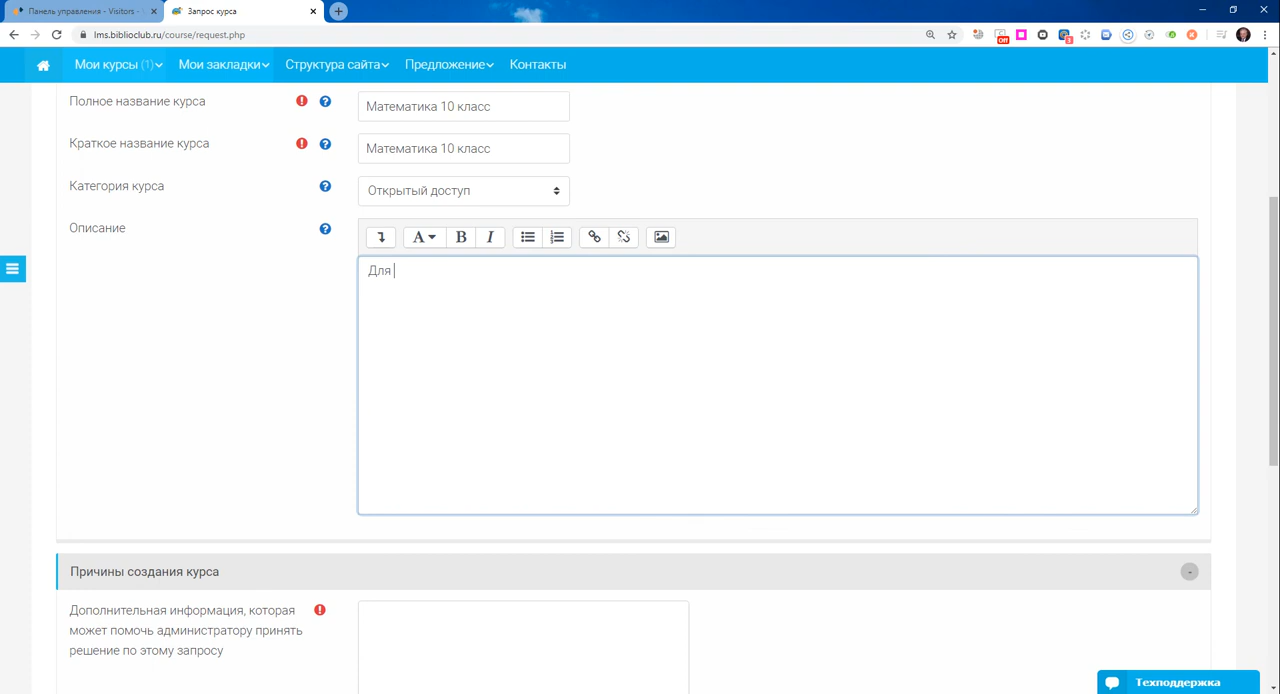 Панель управления - Visitors -
Запрос курса
lms.biblioclub.ru/course/request.php
Off
3
Мои курсы (1)
Мои закладки
Структура сайта
Предложение
Контакты
Полное название курса
Математика 10 класс
Краткое название курса
Математика 10 класс
Категория курса
Открытый доступ
Описание
A
B
I
Для
Причины создания курса
-
Дополнительная информация, которая
может помочь администратору принять
решение по этому запросу
Техподдержка